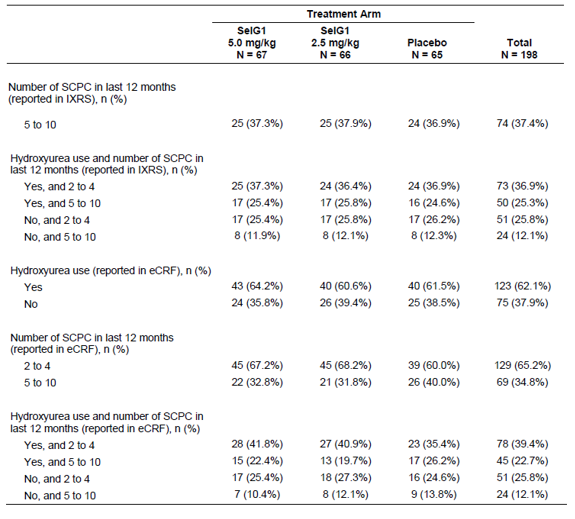 Treatment Arm
SelG1 5.0 mg/kg N = 67 SelG1 2.5 mg/kg N = 66 Placebo N = 65 Total N = 198
Number of SCPC in last 12 months
(reported in IXRS), n (%)
5 to 10 25 (37.3%) 25 (37.9%) 24 (36.9%) 74 (37.4%)
Hydroxyurea use and number of SCPC in
last 12 months (reported in IXRS), n (%)
Yes, and 2 to 4 25 (37.3%) 24 (36.4%) 24 (36.9%) 73 (36.9%)
Yes, and 5 to 10 17 (25.4%) 17 (25.8%) 16 (24.6%) 50 (25.3%)
No, and 2 to 4 17 (25.4%) 17 (25.8%) 17 (26.2%) 51 (25.8%)
No, and 5 to 10 8 (11.9%) 8 (12.1%) 8 (12.3%) 24 (12.1%)
Hydroxyurea use (reported in eCRF), n (%)
Yes 43 (64.2%) 40 (60.6%) 40 (61.5%) 123 (62.1%)
No 24 (35.8%) 26 (39.4%) 25 (38.5%) 75 (37.9%)
Number of SCPC in last 12 months
(reported in eCRF), n (%)
2 to 4 45 (67.2%) 45 (68.2%) 39 (60.0%) 129 (65.2%)
5 to 10 22 (32.8%) 21 (31.8%) 26 (40.0%) 69 (34.8%)
Hydroxyurea use and number of SCPC in
last 12 months (reported in eCRF), n (%)
Yes, and 2 to 4 28 (41.8%) 27 (40.9%) 23 (35.4%) 78 (39.4%)
Yes, and 5 to 10 15 (22.4%) 13 (19.7%) 17 (26.2%) 45 (22.7%)
No, and 2 to 4 17 (25.4%) 18 (27.3%) 16 (24.6%) 51 (25.8%)
No, and 5 to 10 7 (10.4%) 8 (12.1%) 9 (13.8%) 24 (12.1%)